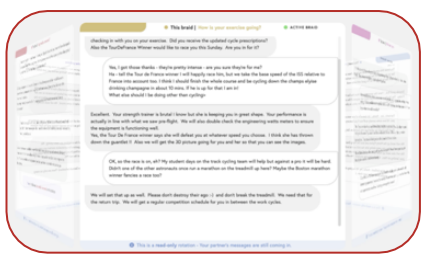 This braid | How is your exercise going?
ACTIVE BRAID
checking in with you on your exercise. Did you receive the updated cycle prescriptions?
Also the TourDeFrance Winner would like to race you this Sunday. Are you in for it?
Yes, I got those thanks - they're pretty intense - are you sure they're for me?
Ha - tell the Tour de France winner I will happily race him, but we take the base speed of the ISS relative to
France into account too. I think I should finish the whole course and be cycling down the champs elysee
drinking champagne in about 15 mins. If he is up for that I am in!
What else should I be doing other than cycling?
Excellent. Your strength trainer is brutal I know but she is keeping you in great shape. Your performance is
actually in line with what we saw pre-flight. We will also double check the engineering watts meters to ensure
the equipment is functioning well.
Yes, the Tour De France winner says she will defeat you at whatever speed you choose. I think she has thrown
down the guantlet !! Also we will get the 3D picture going for you and her so that you can see the images.
OK, so the race is on, eh? My student days on the track cycling team will help but against a pro it will be hard.
Didn't one of the other astronauts once run a marathon on the treadmill up here? Maybe the Boston marathon
winner fancies a race too?
We will set that up as well. Please don't destroy their ego :-) and don't break the treadmill. We need that for
the return trip. We will get a regular competition schedule for you in between the work cycles.
This is a read-only rotation - Your partner's messages are still coming in.